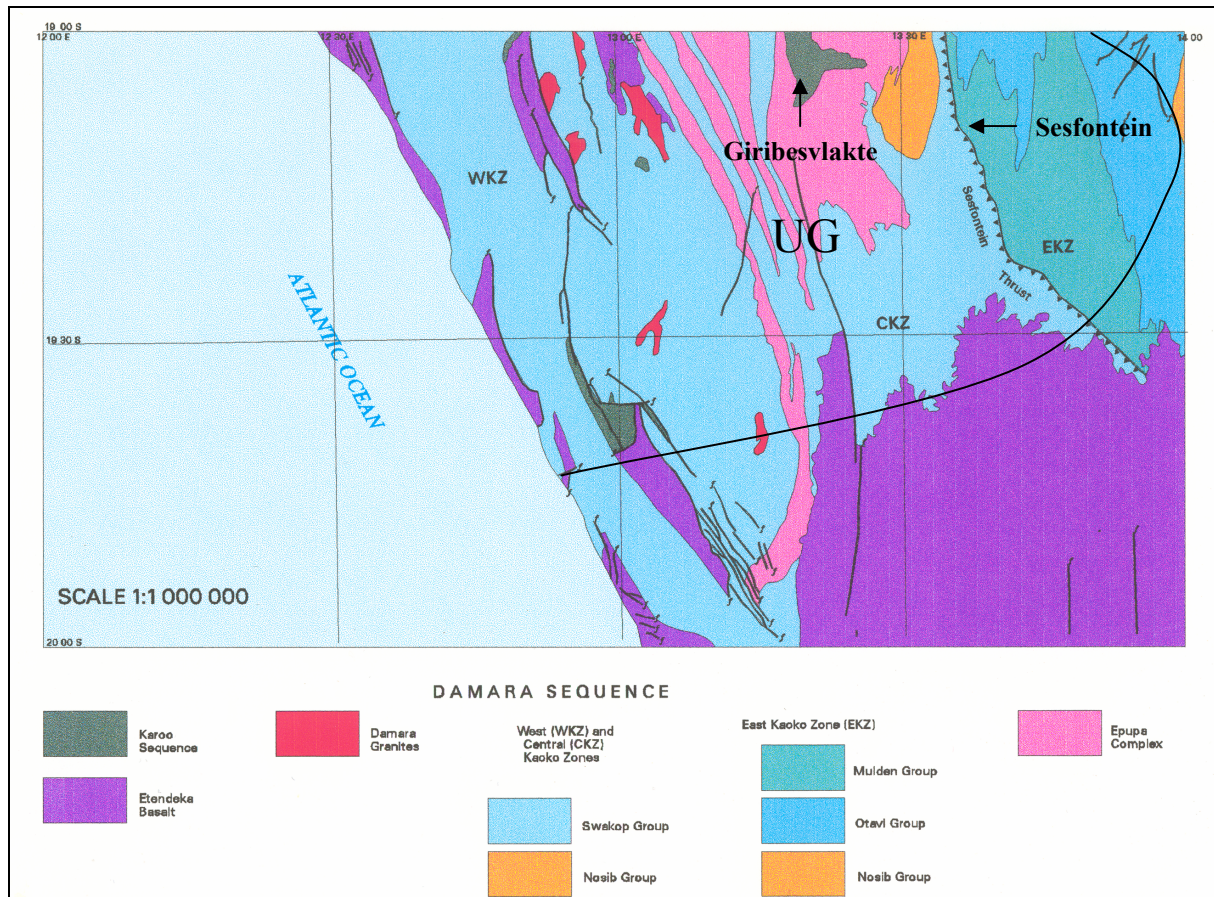 19 00 S
12 00 E
12 30 E
13 00 E
13 30 E
14 00
Sesfontein
Giribesvlakte
WKZ
UG
Sesfontein
Thrust
EKZ
CKZ
ATLANTIC OCEAN
19 30 S
SCALE 1:1 000 000
20 00 S
DAMARA SEQUENCE
Karoo
Sequence
Etendeka
Basalt
Damara
Granites
West (WKZ) and
Central (CKZ)
Kaoko Zones
Swakop Group
Nosib Group
East Kaoko Zone (EKZ)
Mulden Group
Otavi Group
Nosib Group
Epupa
Complex